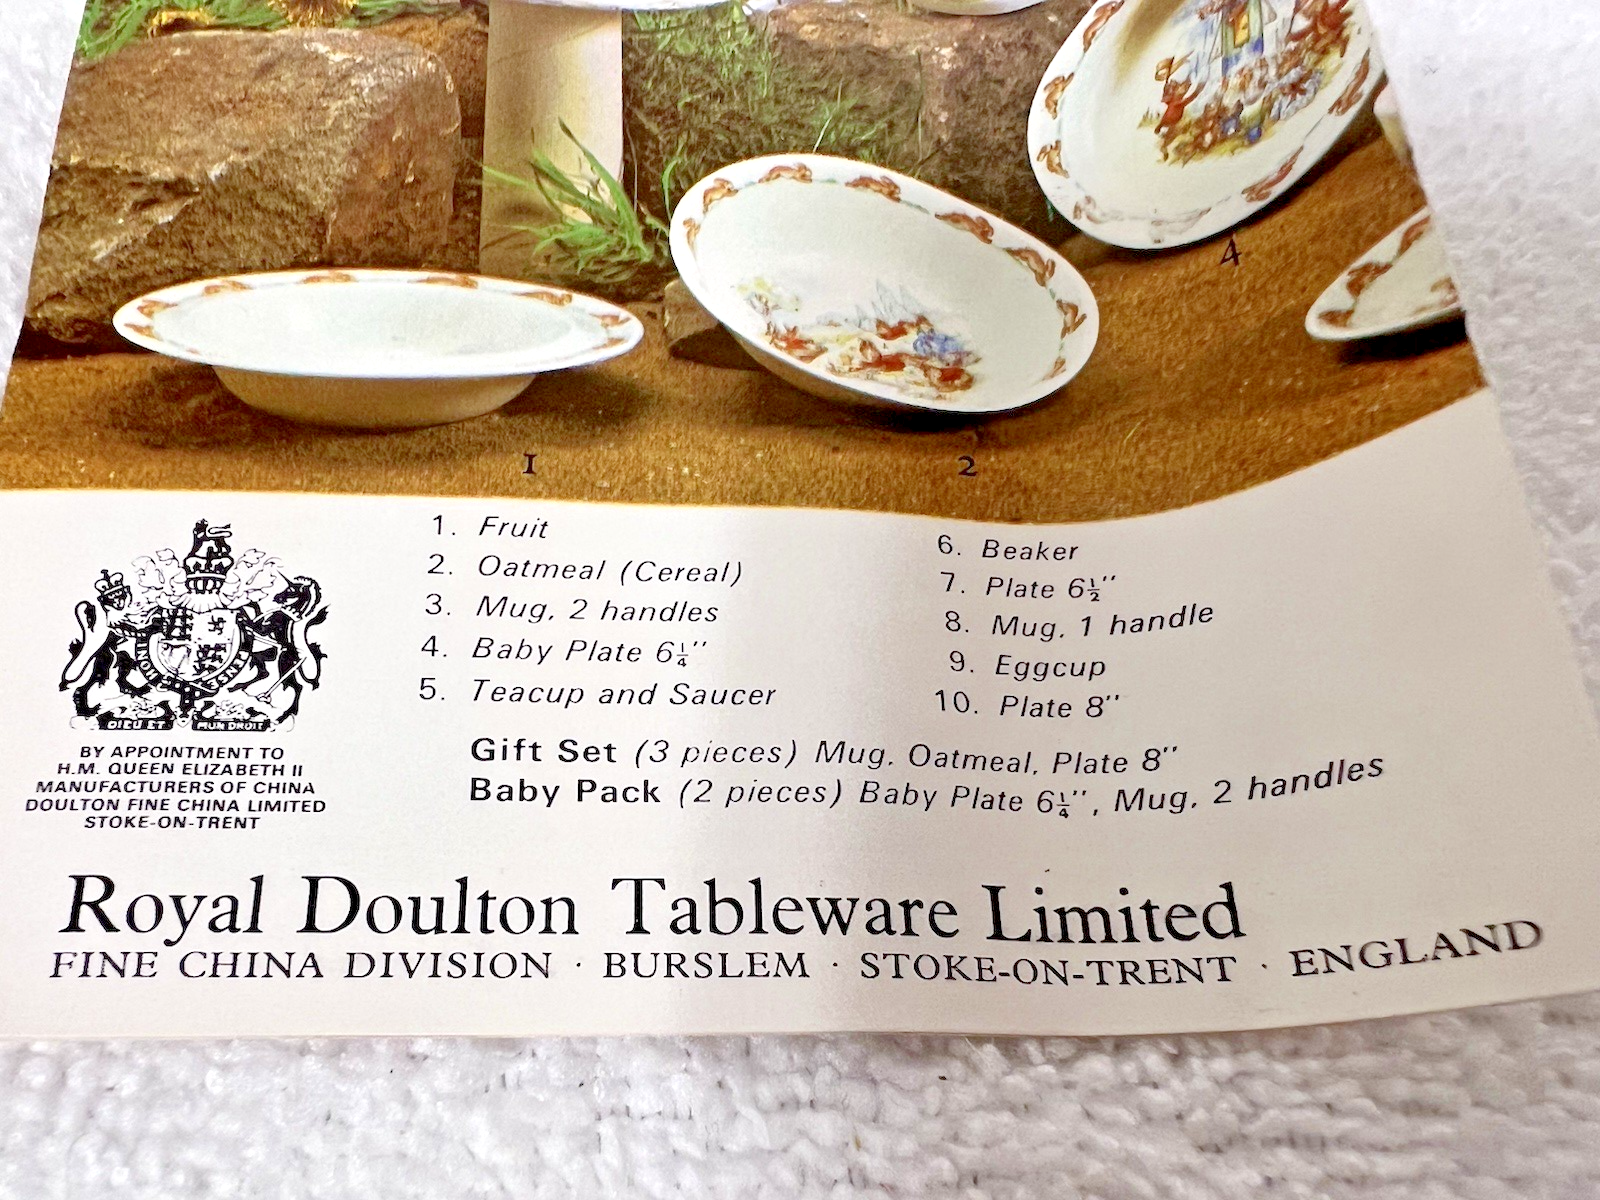 4
1
2
1. Fruit
2. Oatmeal (Cereal)
3. Mug, 2 handles
4. Baby Plate 6¼"
5. Teacup and Saucer
6. Beaker
7. Plate 6½"
8. Mug, 1 handle
9. Eggcup
10. Plate 8"
Gift Set (3 pieces) Mug, Oatmeal, Plate 8"
Baby Pack (2 pieces) Baby Plate 6¼", Mug, 2 handles
DIEU ET MON DROIT
BY APPOINTMENT TO
H.M. QUEEN ELIZABETH II
MANUFACTURERS OF CHINA
DOULTON FINE CHINA LIMITED
STOKE-ON-TRENT
Royal Doulton Tableware Limited
FINE CHINA DIVISION · BURSLEM · STOKE-ON-TRENT · ENGLAND